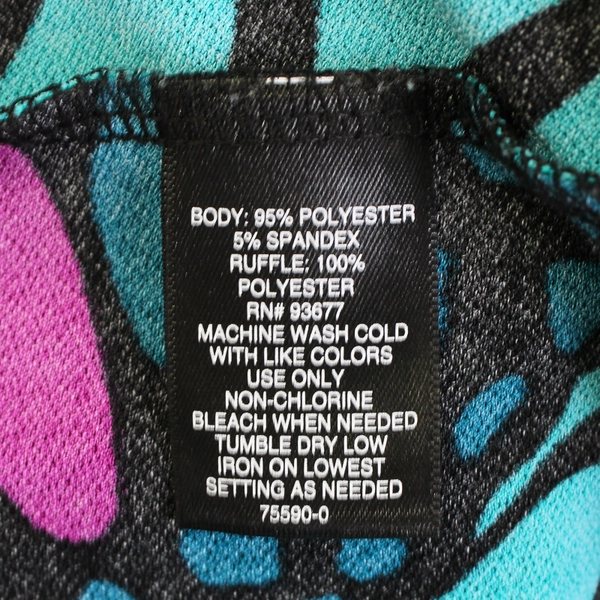 BODY: 95% POLYESTER
5% SPANDEX
RUFFLE: 100%
POLYESTER
RN# 93677
MACHINE WASH COLD
WITH LIKE COLORS
USE ONLY
NON-CHLORINE
BLEACH WHEN NEEDED
TUMBLE DRY LOW
IRON ON LOWEST
SETTING AS NEEDED
75590-0